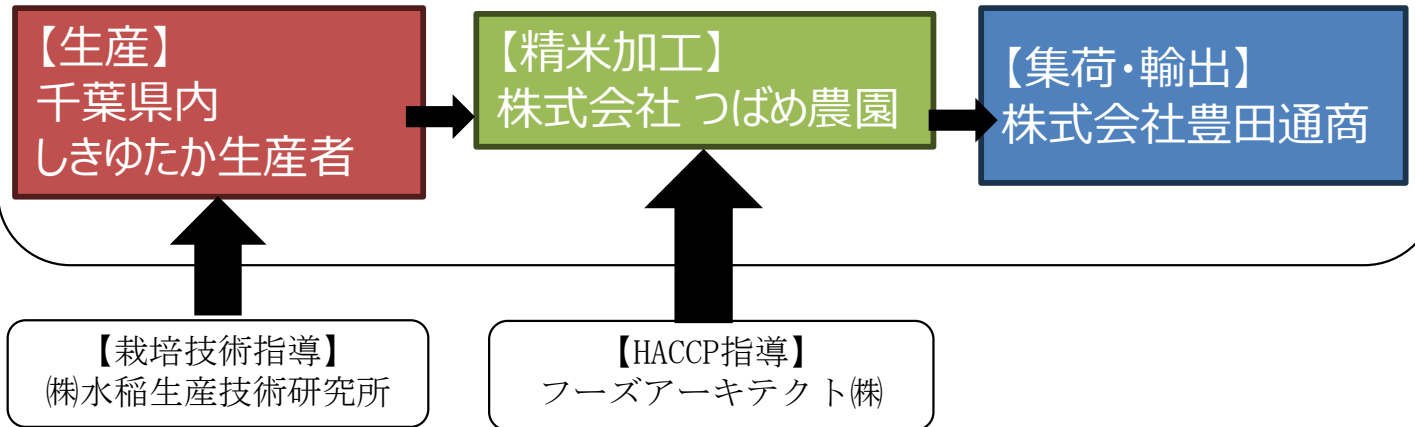 【生産】
千葉県内
しきゆたか生産者
【精米加工】
株式会社 つばめ農園
【集荷・輸出】
株式会社豊田通商
【栽培技術指導】
㈱水稲生産技術研究所
【HACCP指導】
フーズアーキテクト㈱